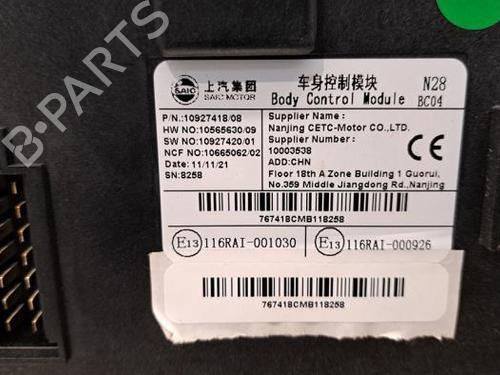 SAIC
上汽集团
SAIC MOTOR
车身控制模块
Body Control Module
N28
BC04
P/N:10927418/08
HW NO:10565630/09
SW NO:10927420/01
NCF NO:10665062/02
Date: 11/11/21
SN:8258
Supplier Name:
Nanjing CETC-Motor CO.,LTD.
Supplier Number:
10003538
ADD:CHN
Floor 18th A Zone Building 1 Guorui,
No.359 Middle Jiangdong Rd.,Nanjing
CE
767418CMB118258
E13 116RAI-001030
E13 116RAI-000926
767418CMB118258
B-PARTS